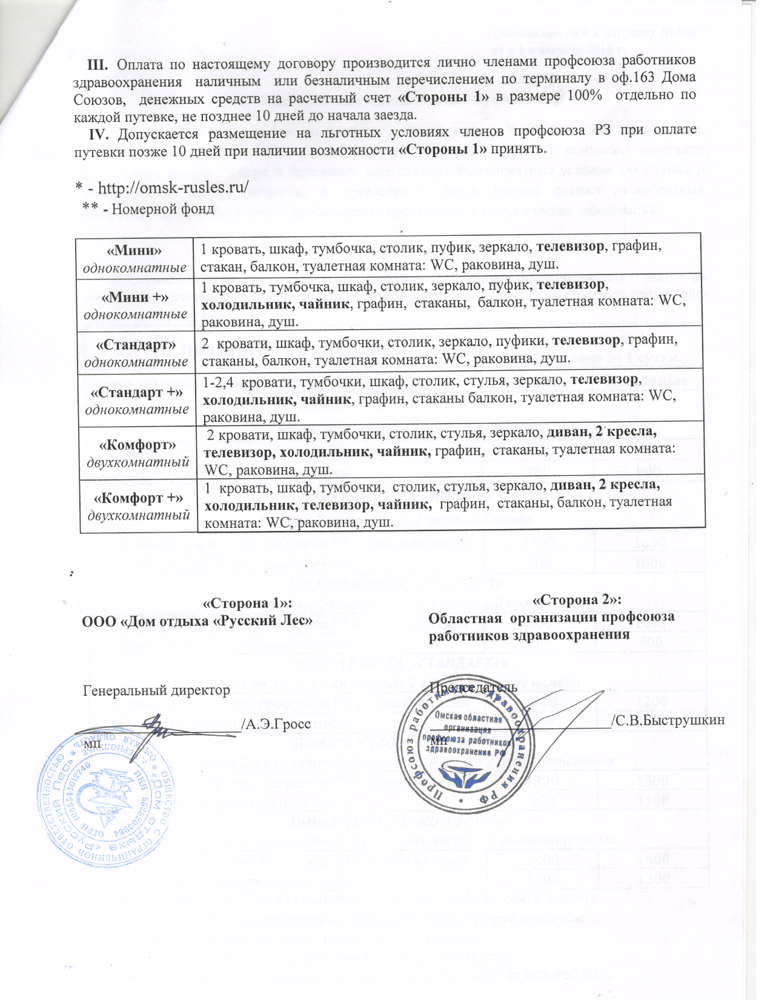 III. Оплата по настоящему договору производится лично членами профсоюза работников
здравоохранения наличным или безналичным перечислением по терминалу в оф.163 Дома
Союзов, денежных средств на расчетный счет «Стороны 1» в размере 100% отдельно по
каждой путевке, не позднее 10 дней до начала заезда.
IV. Допускается размещение на льготных условиях членов профсоюза РЗ при оплате
путевки позже 10 дней при наличии возможности «Стороны 1» принять.
* - http://omsk-rusles.ru/
** - Номерной фонд
«Мини»
однокомнатные
1 кровать, шкаф, тумбочка, столик, пуфик, зеркало, телевизор, графин,
стакан, балкон, туалетная комната: WC, раковина, душ.
«Мини +»
однокомнатные
1 кровать, тумбочка, шкаф, столик, зеркало, пуфик, телевизор,
холодильник, чайник, графин, стаканы, балкон, туалетная комната: WC,
раковина, душ.
«Стандарт»
однокомнатные
2 кровати, шкаф, тумбочки, столик, зеркало, пуфики, телевизор, графин,
стаканы, балкон, туалетная комната: WC, раковина, душ.
«Стандарт +»
однокомнатные
1-2,4 кровати, тумбочки, шкаф, столик, стулья, зеркало, телевизор,
холодильник, чайник, графин, стаканы балкон, туалетная комната: WC,
раковина, душ.
«Комфорт»
двухкомнатный
2 кровати, шкаф, тумбочки, столик, стулья, зеркало, диван, 2 кресла,
телевизор, холодильник, чайник, графин, стаканы, туалетная комната:
WC, раковина, душ.
«Комфорт +»
двухкомнатный
1 кровать, шкаф, тумбочки, столик, стулья, зеркало, диван, 2 кресла,
холодильник, телевизор, чайник, графин, стаканы, балкон, туалетная
комната: WC, раковина, душ.
«Сторона 1»:
ООО «Дом отдыха «Русский Лес»
Генеральный директор
/А.Э.Гросс
МП
ОБЩЕСТВО С ОГРАНИЧЕННОЙ ОТВЕТСТВЕННОСТЬЮ * ОМСКАЯ ОБЛАСТЬ
«ДОМ ОТДЫХА «РУССКИЙ ЛЕС» * с. ЧЕРНОЛУЧЬЕ
ИНН 5528200984 ОГРН 1085543012246
«Сторона 2»:
Областная организации профсоюза
работников здравоохранения
Председатель
/С.В.Быструшкин
МП
Профсоюз работников здравоохранения РФ
Омская областная
организация
профсоюза работников
здравоохранения РФ